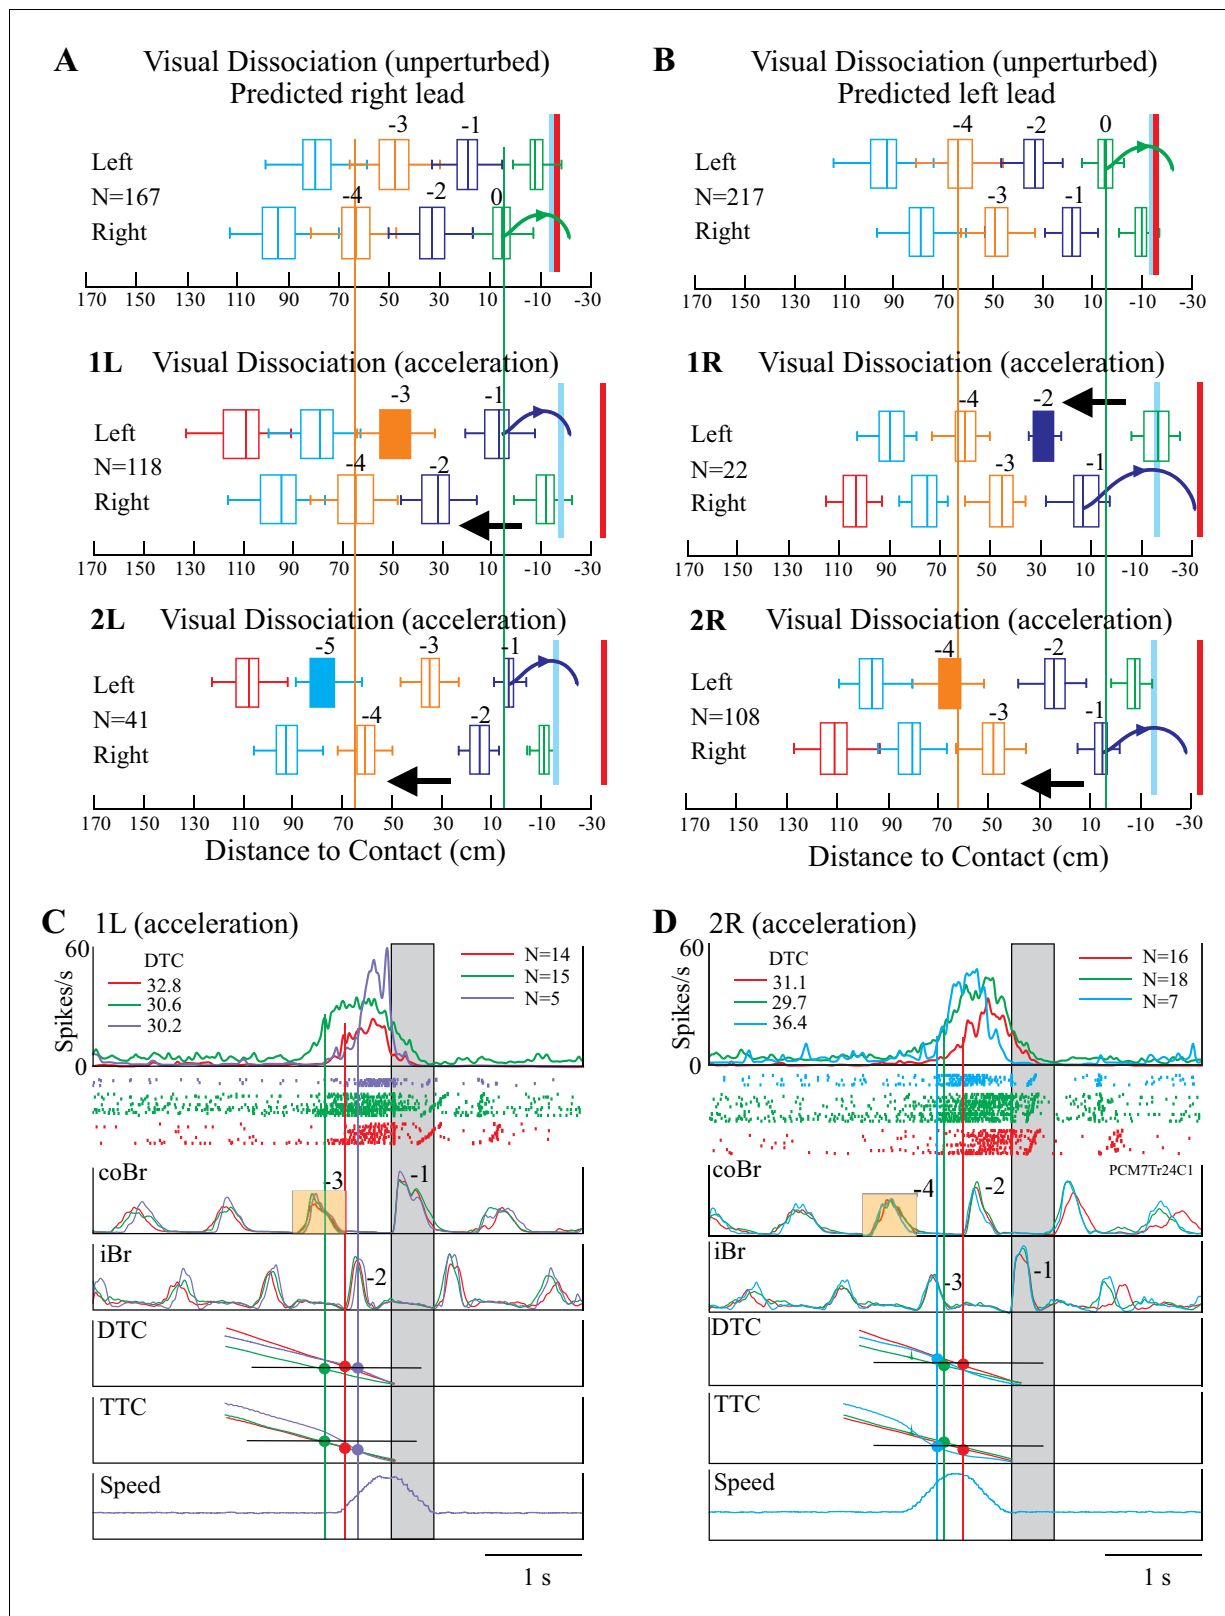 A Visual Dissociation (unperturbed)
Predicted right lead
-3 -1
Left
N=167
-4 -2 0
Right
170 150 130 110 90 70 50 30 10 -10 -30
1L Visual Dissociation (acceleration)
-3 -1
Left
N=118
-4 -2
Right
170 150 130 110 90 70 50 30 10 -10 -30
2L Visual Dissociation (acceleration)
-5 -3 -1
Left
N=41
-4 -2
Right
170 150 130 110 90 70 50 30 10 -10 -30
Distance to Contact (cm)
B Visual Dissociation (unperturbed)
Predicted left lead
-4 -2 0
Left
N=217
-3 -1
Right
170 150 130 110 90 70 50 30 10 -10 -30
1R Visual Dissociation (acceleration)
-4 -2
Left
N=22
-3 -1
Right
170 150 130 110 90 70 50 30 10 -10 -30
2R Visual Dissociation (acceleration)
-4 -2
Left
N=108
-3 -1
Right
170 150 130 110 90 70 50 30 10 -10 -30
Distance to Contact (cm)
C 1L (acceleration)
60
Spikes/s
0
DTC
32.8
30.6
30.2
N=14
N=15
N=5
coBr
-3 -1
iBr
-2
DTC
TTC
Speed
1 s
D 2R (acceleration)
60
Spikes/s
0
DTC
31.1
29.7
36.4
N=16
N=18
N=7
coBr
PCM7Tr24C1
-4 -2
iBr
-3 -1
DTC
TTC
Speed
1 s